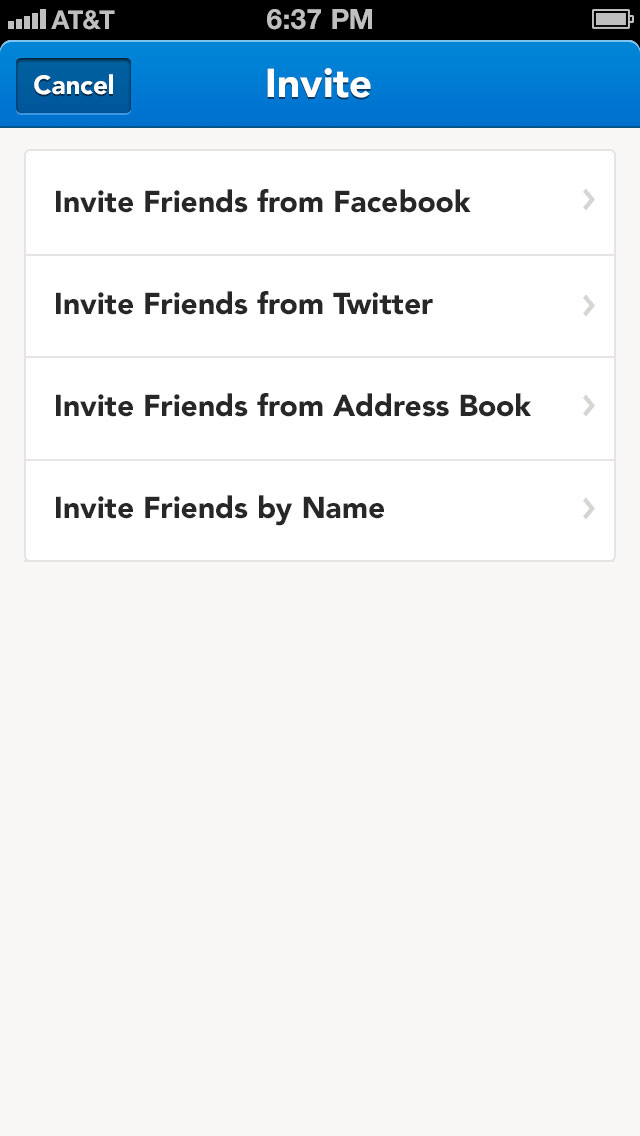 AT&T 6:37 PM
Cancel Invite
Invite Friends from Facebook
Invite Friends from Twitter
Invite Friends from Address Book
Invite Friends by Name